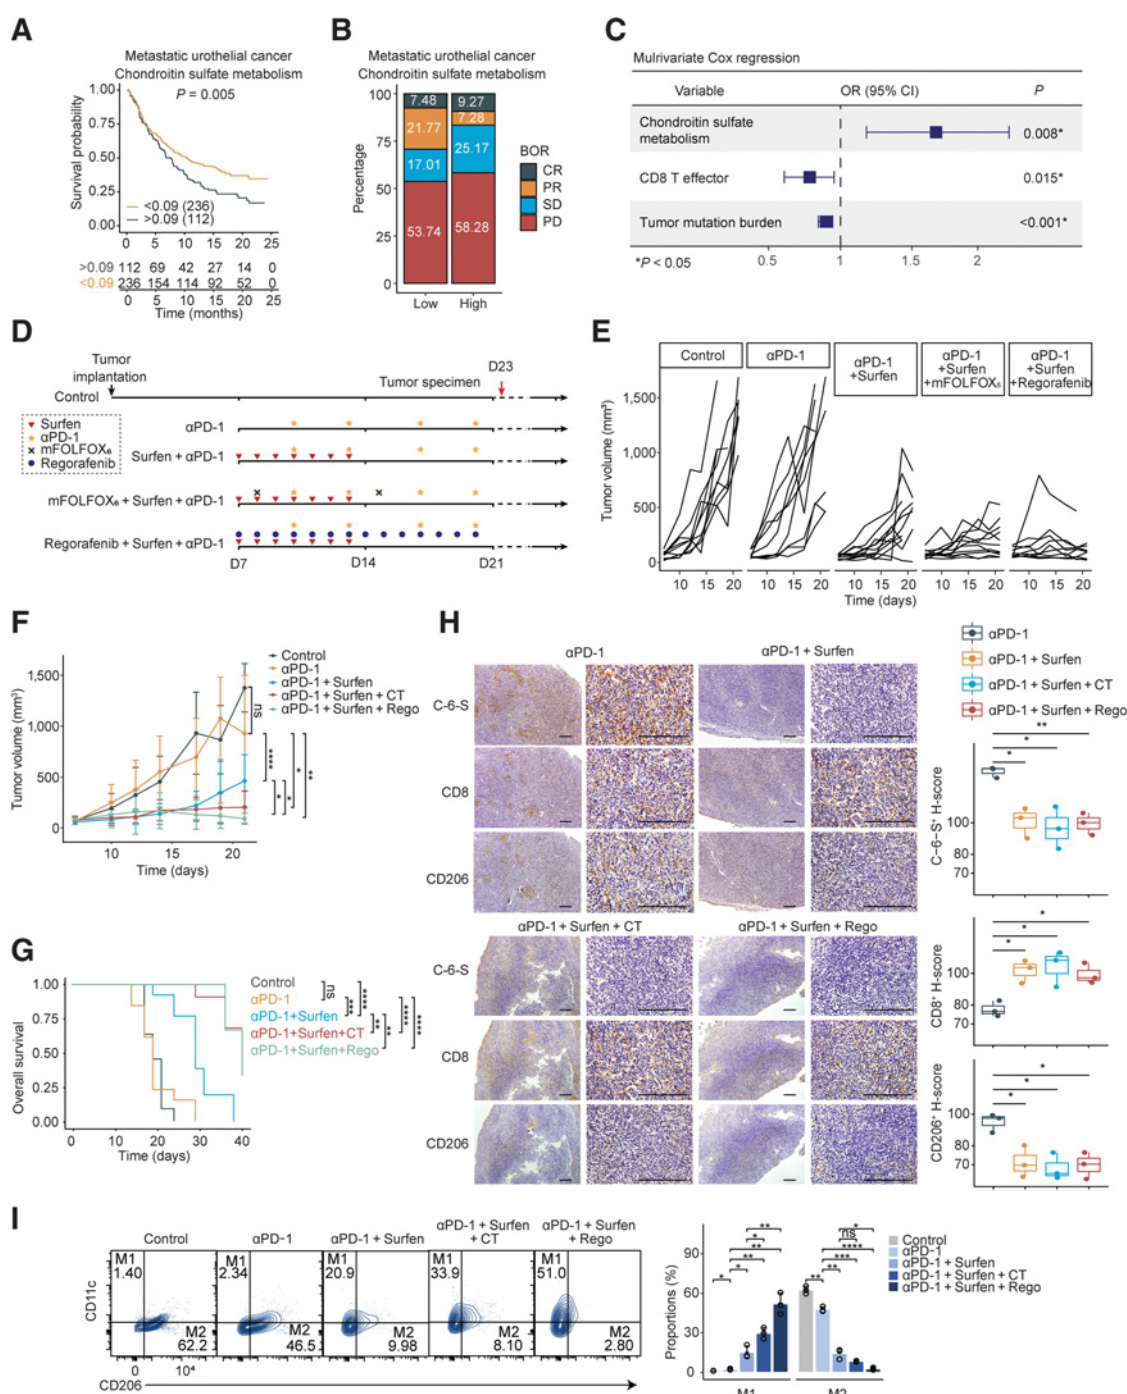 A
Metastatic urothelial cancer
Chondroitin sulfate metabolism
P = 0.005
Survival probability
1.00
0.75
0.50
0.25
0.00
<0.09 (236)
>0.09 (112)
0 5 10 15 20 25
>0.09 112 69 42 27 14 0
<0.09 236 154 114 92 52 0
0 5 10 15 20 25
Time (months)
B
Metastatic urothelial cancer
Chondroitin sulfate metabolism
Percentage
100
75
50
25
0
7.48
21.77
17.01
53.74
9.27
7.28
25.17
58.28
Low High
BOR
CR
PR
SD
PD
C
Mulrivariate Cox regression
Variable OR (95% CI) P
Chondroitin sulfate
metabolism
0.008*
CD8 T effector 0.015*
Tumor mutation burden <0.001*
*P < 0.05
0.5 1 1.5 2
D
Tumor
implantation
Control
Tumor specimen
D23
Surfen
αPD-1
mFOLFOX₆
Regorafenib
αPD-1
Surfen + αPD-1
mFOLFOX₆ + Surfen + αPD-1
Regorafenib + Surfen + αPD-1
D7 D14 D21
E
Control
αPD-1
αPD-1
+Surfen
αPD-1
+Surfen
+mFOLFOX₆
αPD-1
+Surfen
+Regorafenib
Tumor volume (mm³)
1,500
1,000
500
0
10 15 20 10 15 20 10 15 20 10 15 20 10 15 20
Time (days)
F
Control
αPD-1
αPD-1 + Surfen
αPD-1 + Surfen + CT
αPD-1 + Surfen + Rego
Tumor volume (mm³)
1,500
1,000
500
0
10 15 20
Time (days)
ns
****
*
*
*
**
G
Control
αPD-1
αPD-1+Surfen
αPD-1+Surfen+CT
αPD-1+Surfen+Rego
ns
***
****
**
**
****
****
Overall survival
1.00
0.75
0.50
1.00
0.00
0 10 20 30 40
Time (days)
H
αPD-1 αPD-1 + Surfen
C-6-S
CD8
CD206
αPD-1 + Surfen + CT αPD-1 + Surfen + Rego
C-6-S
CD8
CD206
αPD-1
αPD-1 + Surfen
αPD-1 + Surfen + CT
αPD-1 + Surfen + Rego
C-6-S⁺ H-score
100
80
70
**
*
*
CD8⁺ H-score
100
80
70
*
*
*
CD206⁺ H-score
100
80
70
*
*
*
I
Control
αPD-1
αPD-1 + Surfen
αPD-1 + Surfen
+ CT
αPD-1 + Surfen
+ Rego
M1
1.40
M1
2.34
M1
20.9
M1
33.9
M1
51.0
M2
62.2
M2
46.5
M2
9.98
M2
8.10
M2
2.80
CD11c
0 10⁴
CD206
Proportions (%)
90
60
30
0
*
*
**
**
*
**
**
**
***
****
ns
*
M1 M2
Control
αPD-1
αPD-1 + Surfen
αPD-1 + Surfen + CT
αPD-1 + Surfen + Rego